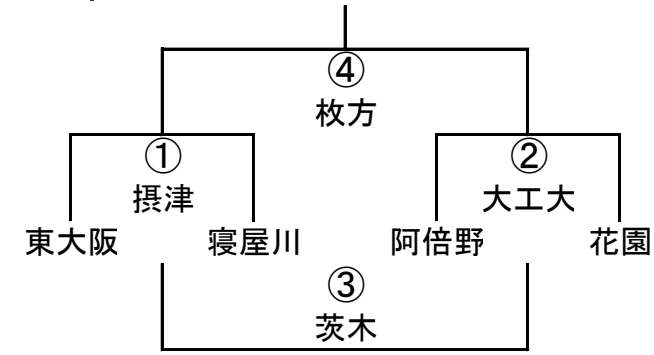 ④
枚方
① ②
摂津 大工大
東大阪 寝屋川 阿倍野 花園
③
茨木